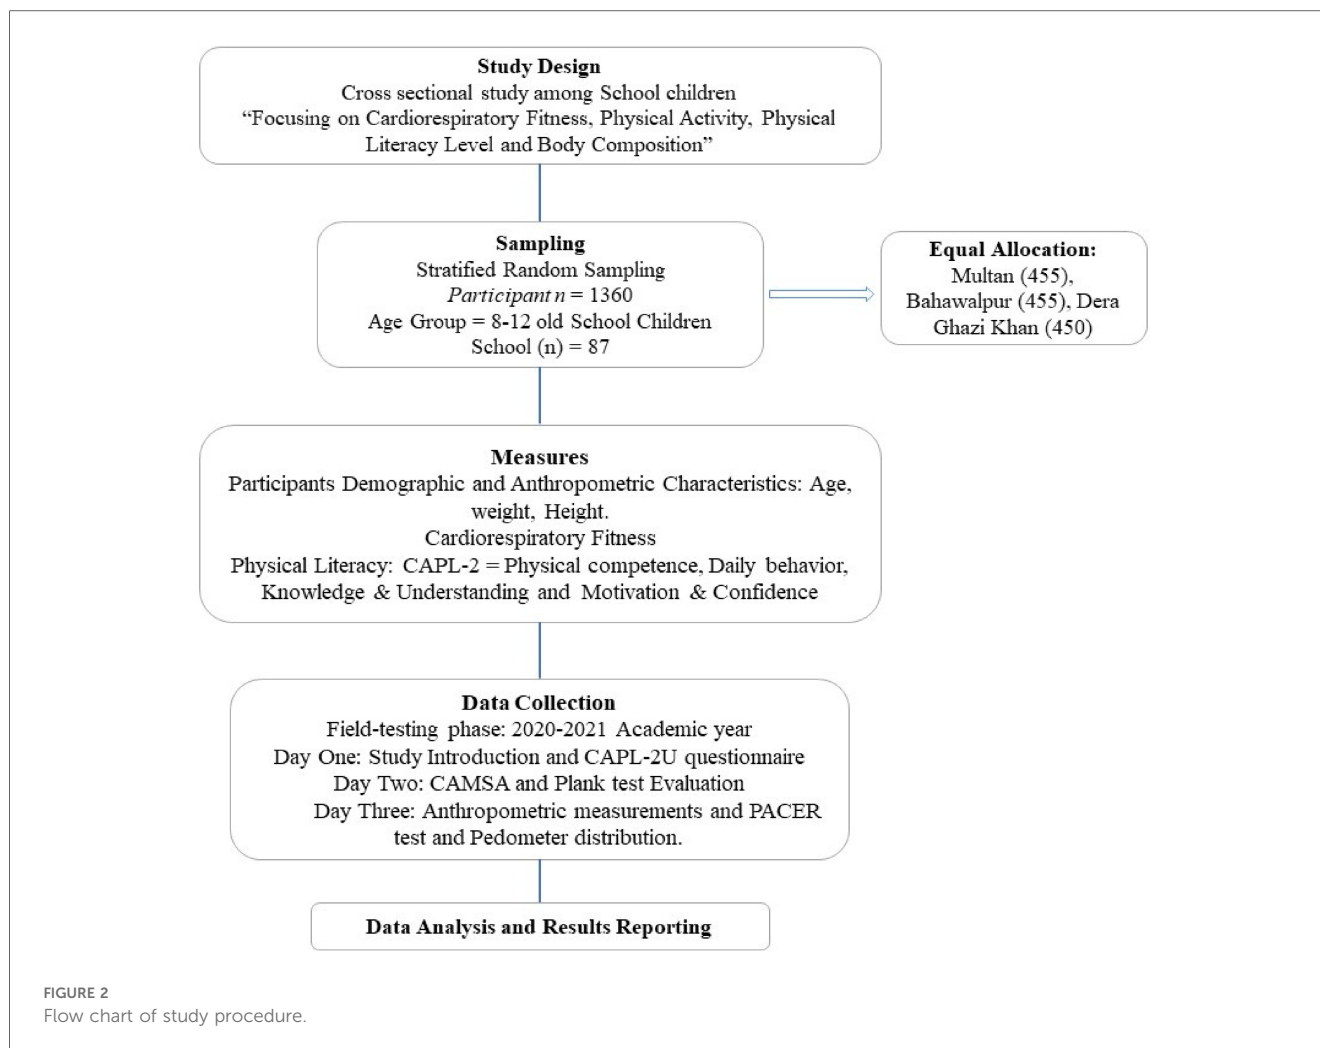 Study Design
Cross sectional study among School children
“Focusing on Cardiorespiratory Fitness, Physical Activity, Physical
Literacy Level and Body Composition”
Sampling
Stratified Random Sampling
Participant n = 1360
Age Group = 8-12 old School Children
School (n) = 87
Equal Allocation:
Multan (455),
Bahawalpur (455), Dera
Ghazi Khan (450)
Measures
Participants Demographic and Anthropometric Characteristics: Age,
weight, Height.
Cardiorespiratory Fitness
Physical Literacy: CAPL-2 = Physical competence, Daily behavior,
Knowledge & Understanding and Motivation & Confidence
Data Collection
Field-testing phase: 2020-2021 Academic year
Day One: Study Introduction and CAPL-2U questionnaire
Day Two: CAMSA and Plank test Evaluation
Day Three: Anthropometric measurements and PACER
test and Pedometer distribution.
Data Analysis and Results Reporting
FIGURE 2
Flow chart of study procedure.